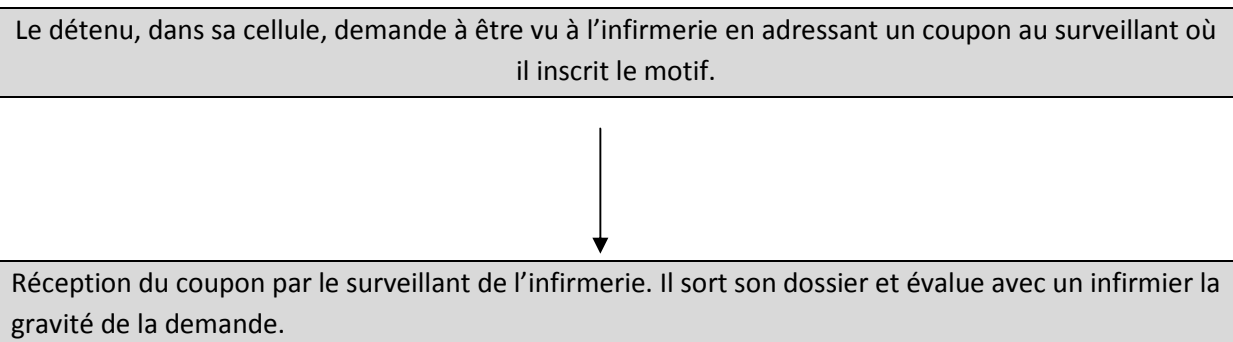 Le détenu, dans sa cellule, demande à être vu à l’infirmerie en adressant un coupon au surveillant où
il inscrit le motif.
Réception du coupon par le surveillant de l’infirmerie. Il sort son dossier et évalue avec un infirmier la
gravité de la demande.